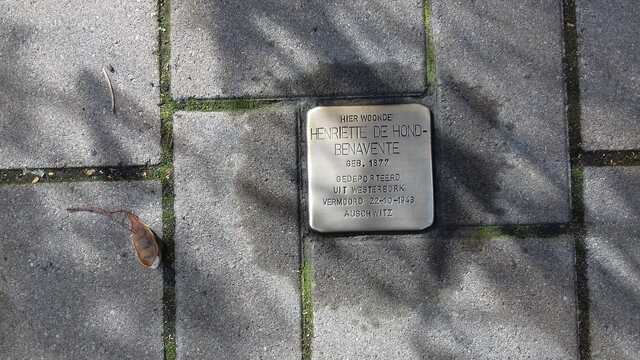 HIER WOONDE
HENRIETTE DE HOND-
BENAVENTE
GEB. 1877
GEDEPORTEERD
UIT WESTERBORK
VERMOORD 22-10-1943
AUSCHWITZ